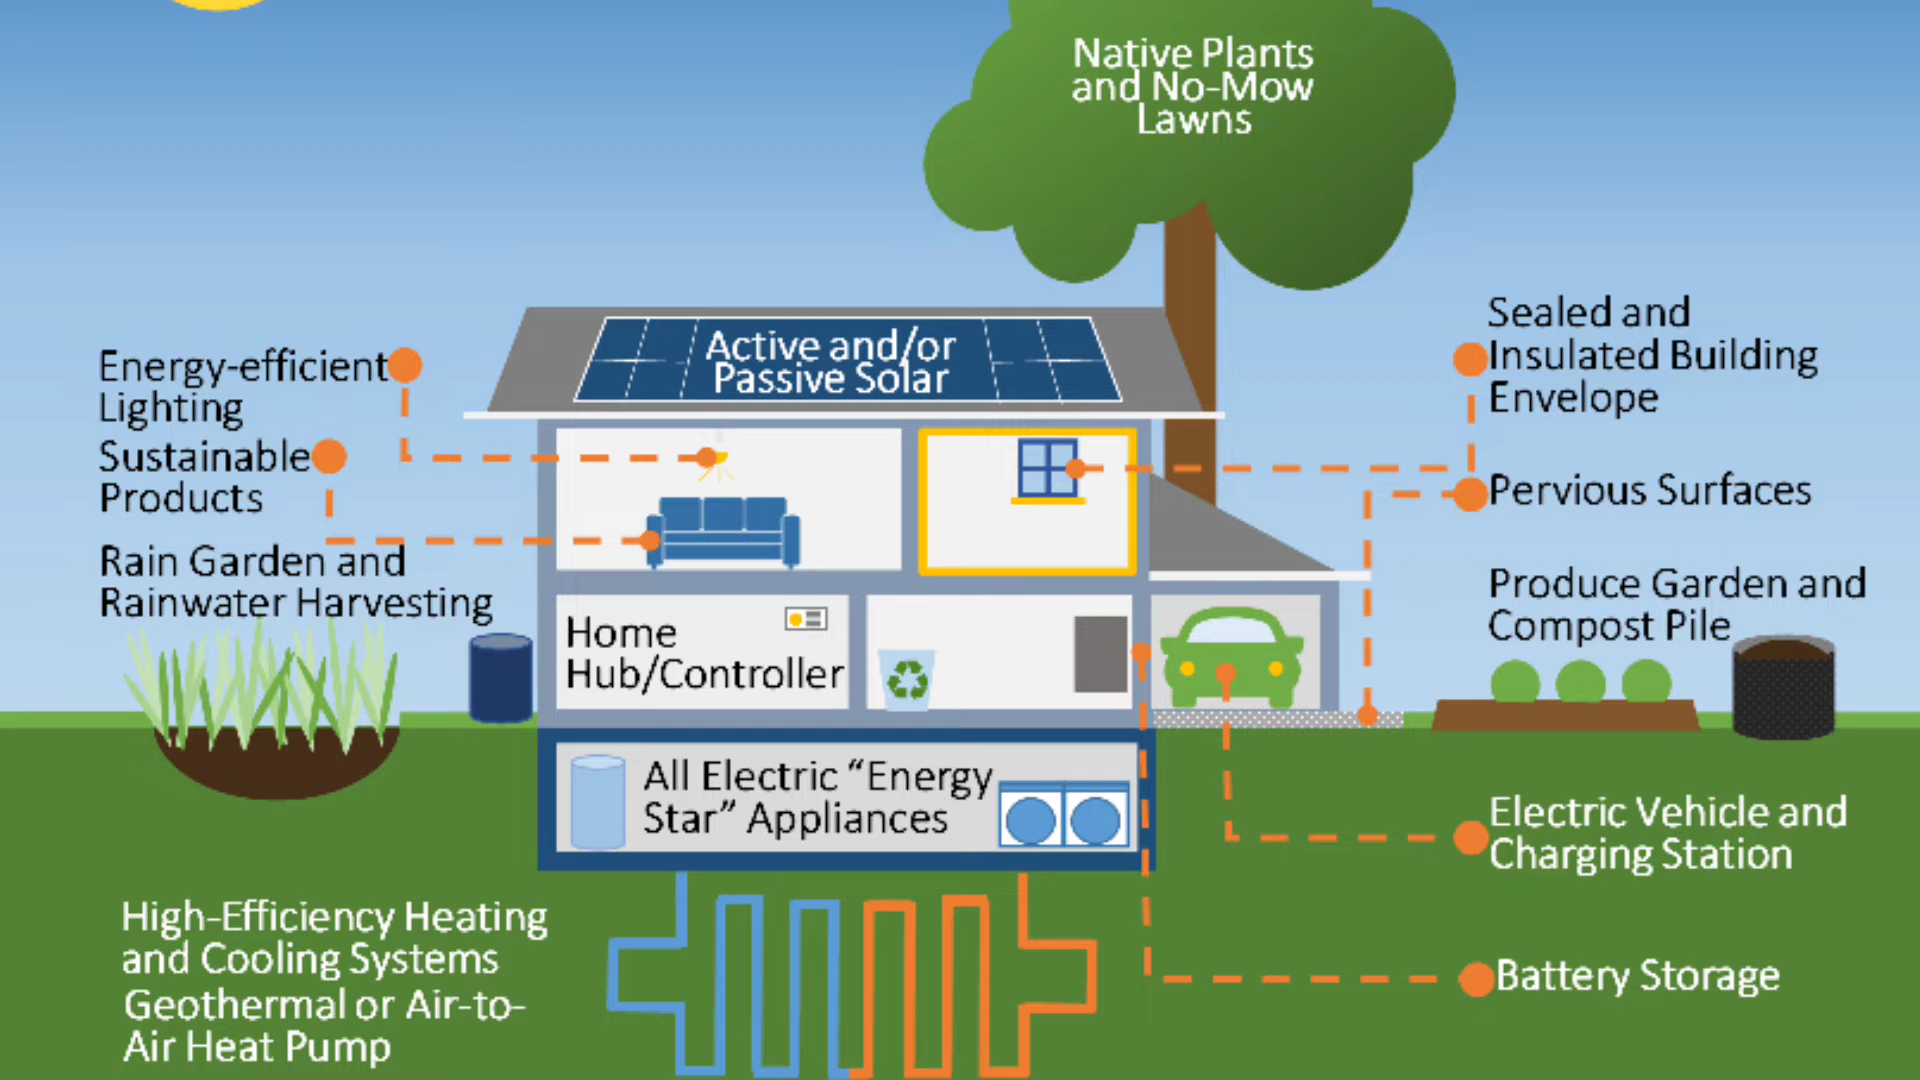 Native Plants
and No-Mow
Lawns
Active and/or
Passive Solar
Energy-efficient
Lighting
Sustainable
Products
Rain Garden and
Rainwater Harvesting
Home
Hub/Controller
All Electric “Energy
Star” Appliances
High-Efficiency Heating
and Cooling Systems
Geothermal or Air-to-
Air Heat Pump
Sealed and
Insulated Building
Envelope
Pervious Surfaces
Produce Garden and
Compost Pile
Electric Vehicle and
Charging Station
Battery Storage